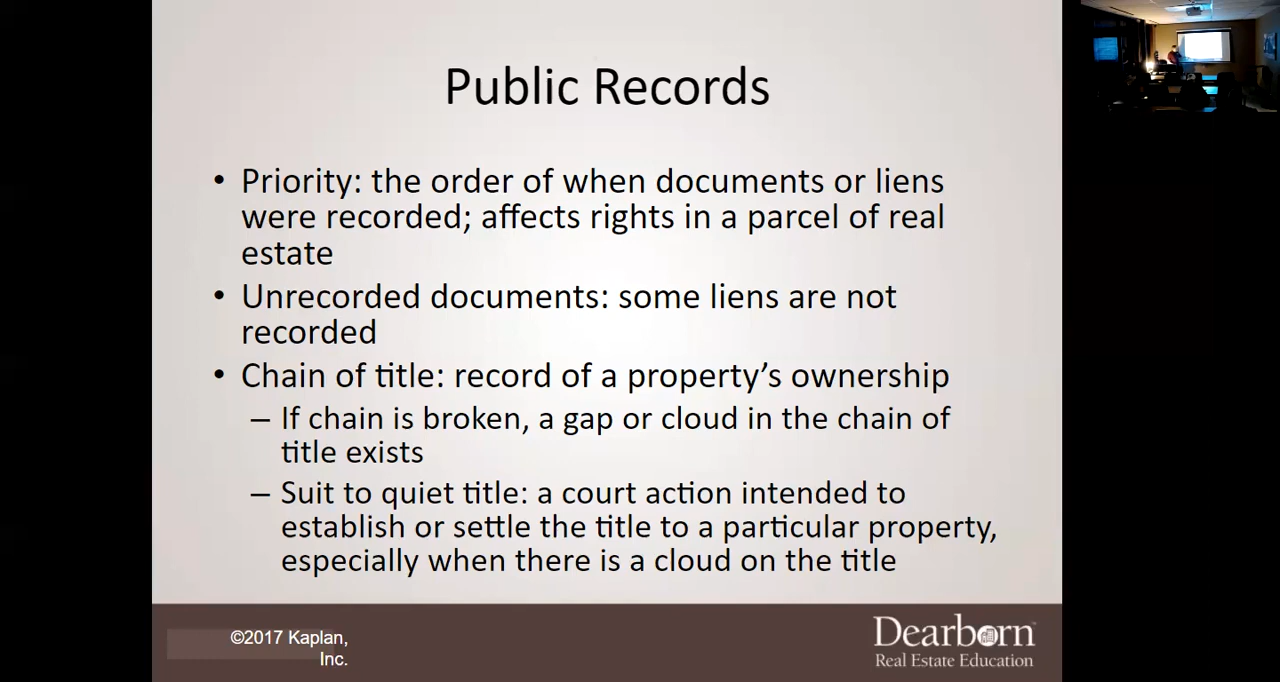 Public Records
• Priority: the order of when documents or liens
were recorded; affects rights in a parcel of real
estate
• Unrecorded documents: some liens are not
recorded
• Chain of title: record of a property’s ownership
– If chain is broken, a gap or cloud in the chain of
title exists
– Suit to quiet title: a court action intended to
establish or settle the title to a particular property,
especially when there is a cloud on the title
©2017 Kaplan,
Inc.
Dearborn™
Real Estate Education